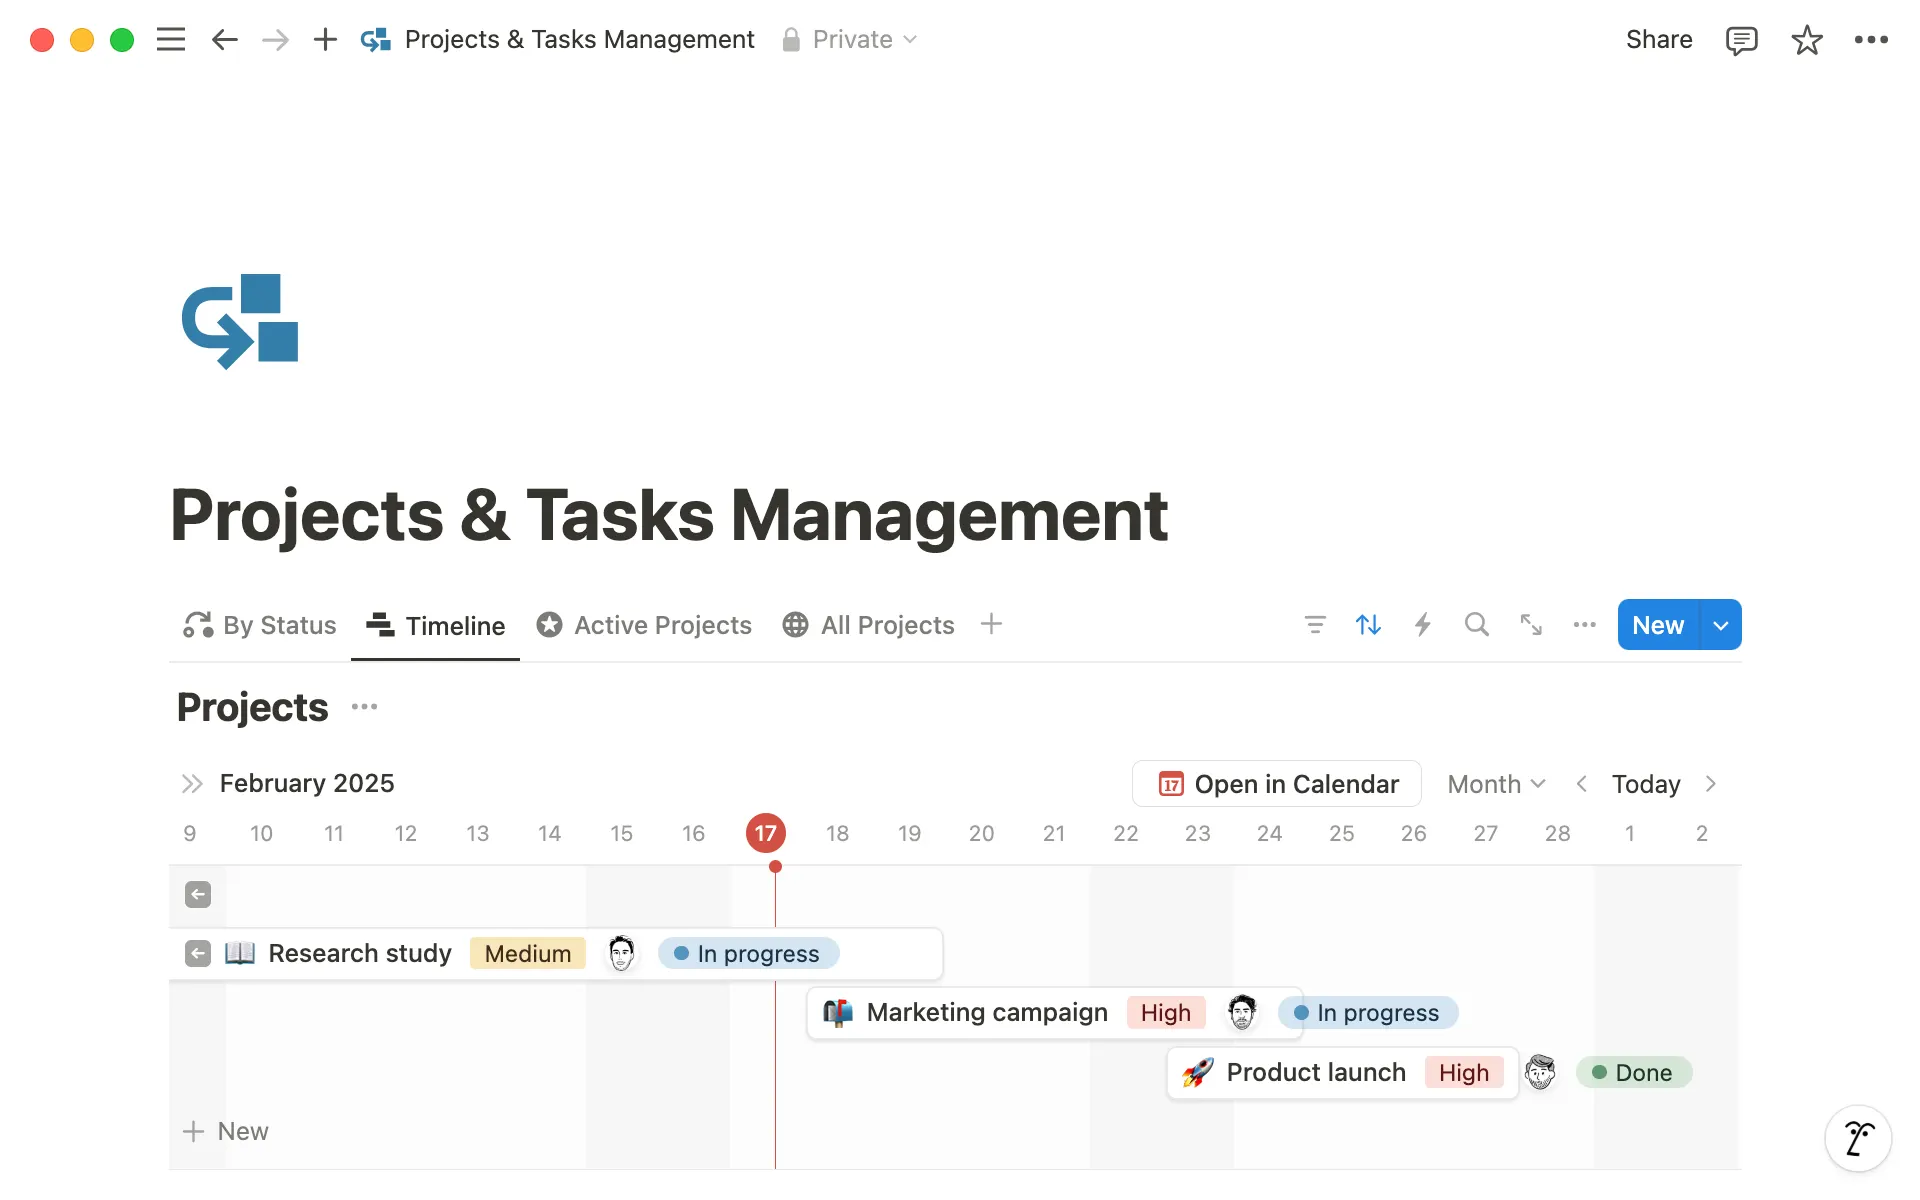 Projects & Tasks Management Private Share
Projects & Tasks Management
By Status Timeline Active Projects All Projects New
Projects
February 2025 17 Open in Calendar Month Today
9 10 11 12 13 14 15 16 17 18 19 20 21 22 23 24 25 26 27 28 1 2
Research study Medium In progress
Marketing campaign High In progress
Product launch High Done
New